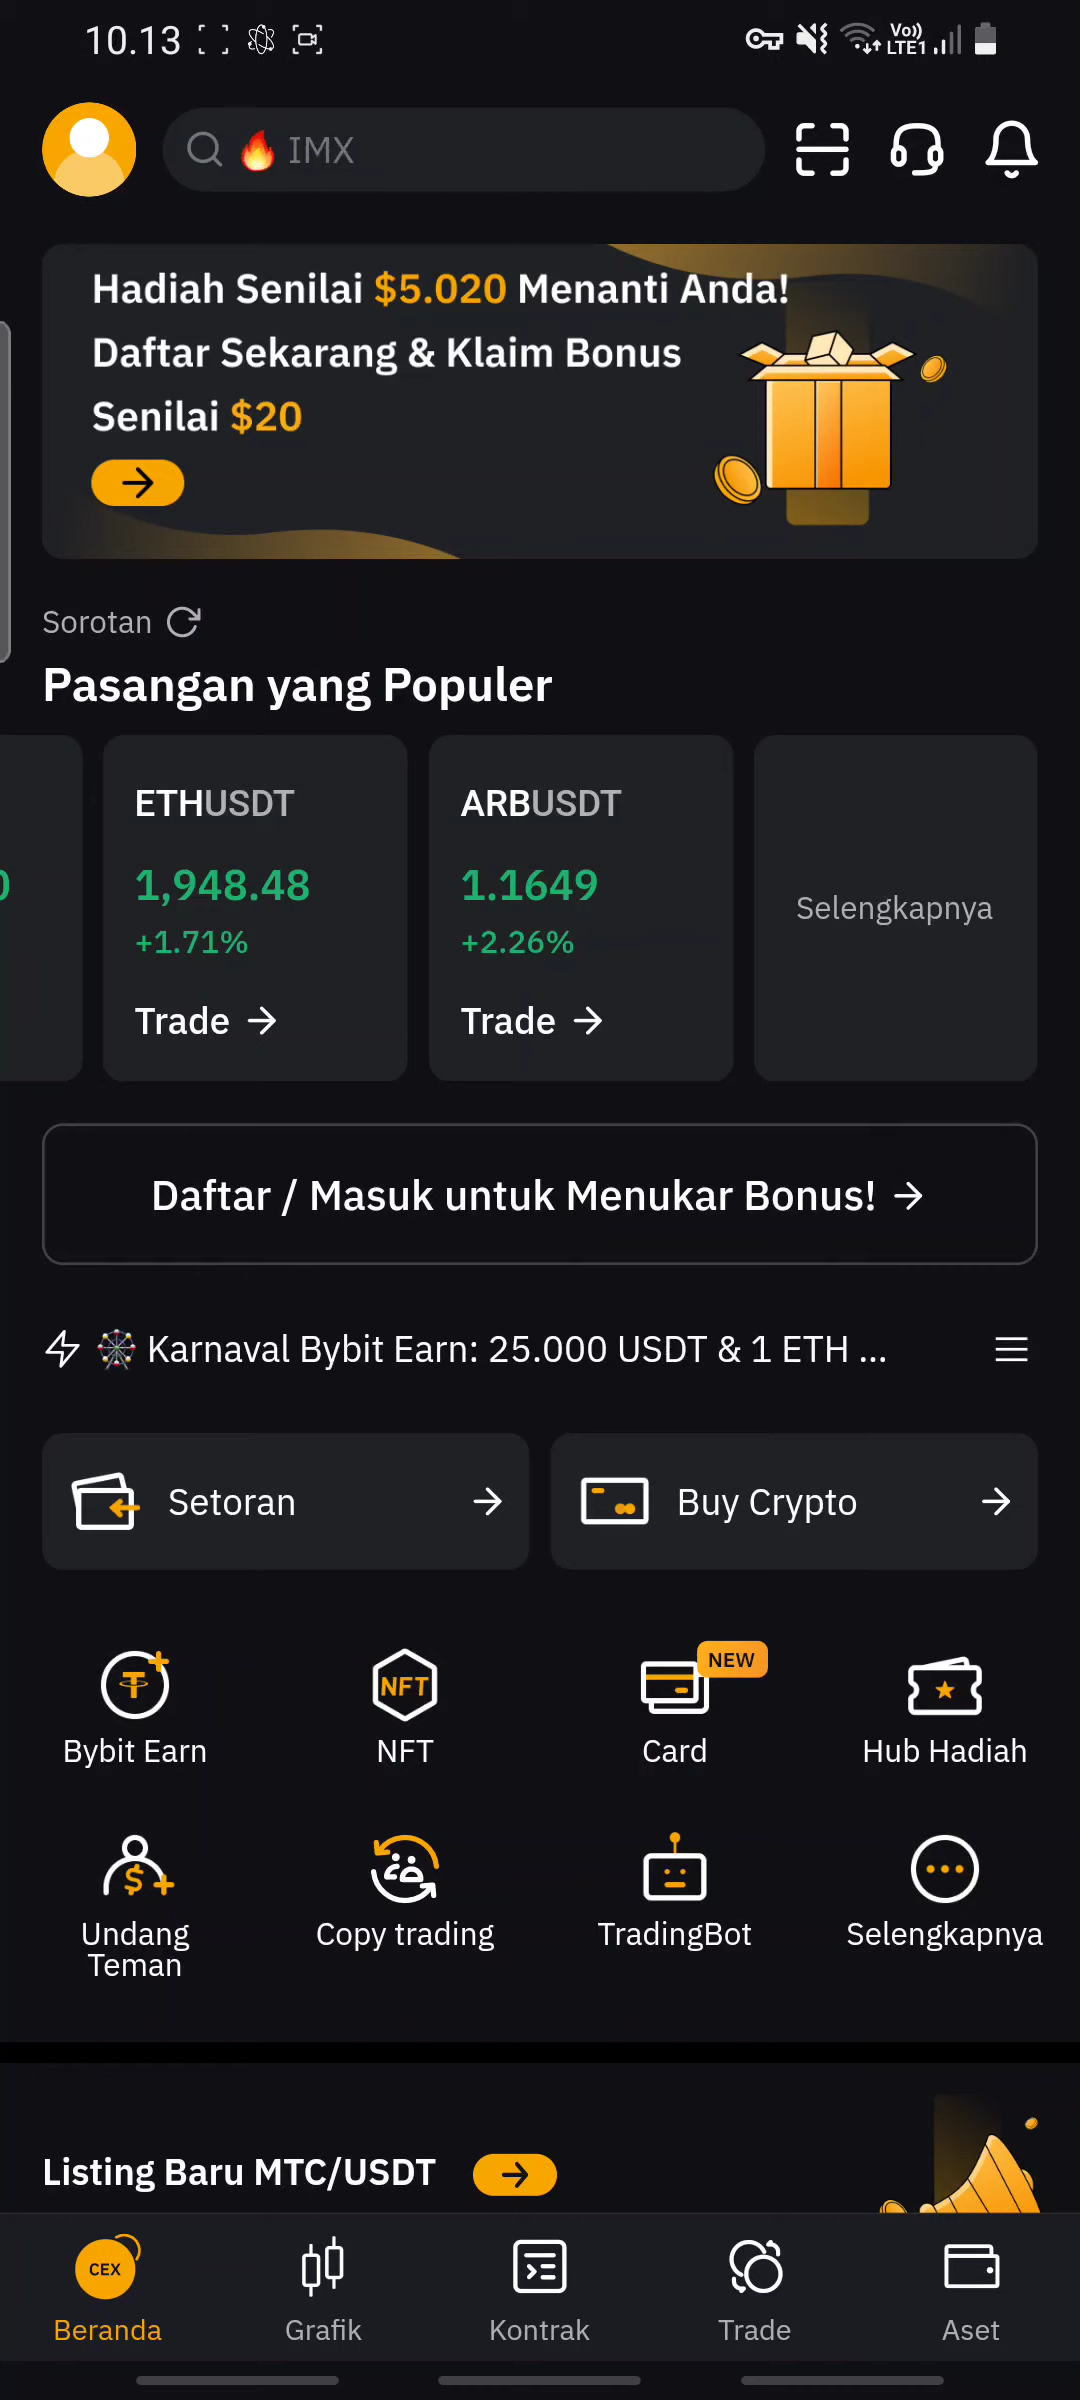 10.13
Vo))
LTE1
🔥 IMX
Hadiah Senilai $5.020 Menanti Anda!
Daftar Sekarang & Klaim Bonus
Senilai $20
Sorotan
Pasangan yang Populer
ETHUSDT
1,948.48
+1.71%
Trade →
ARBUSDT
1.1649
+2.26%
Trade →
Selengkapnya
Daftar / Masuk untuk Menukar Bonus! →
🎡 Karnaval Bybit Earn: 25.000 USDT & 1 ETH ...
Setoran →
Buy Crypto →
Bybit Earn
NFT
NFT
NEW
Card
Hub Hadiah
Undang
Teman
Copy trading
TradingBot
Selengkapnya
Listing Baru MTC/USDT
CEX
Beranda
Grafik
Kontrak
Trade
Aset